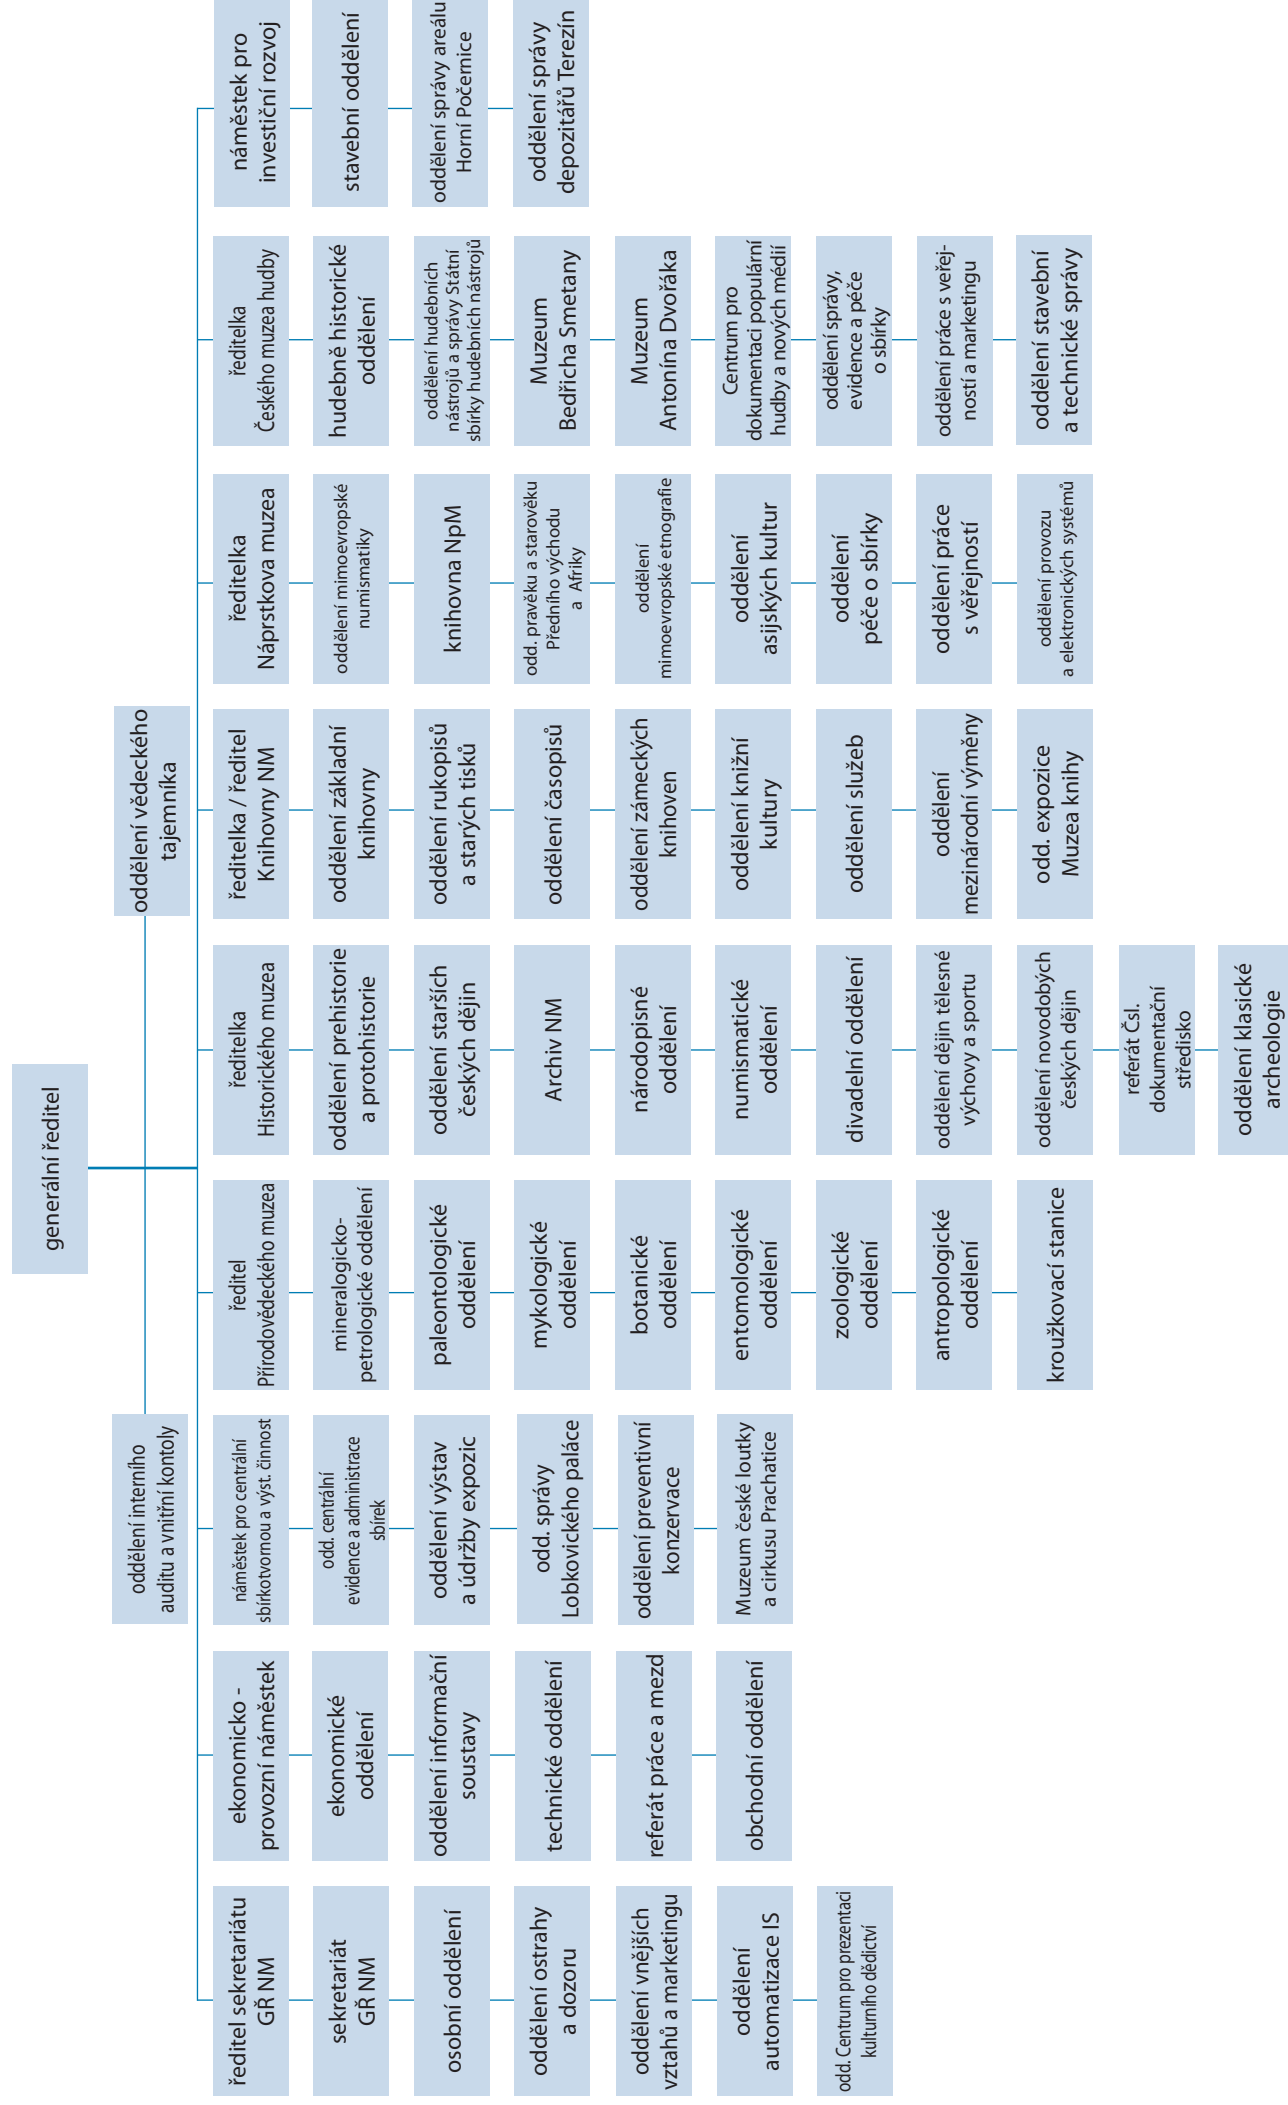 generální ředitel
oddělení interního
auditu a vnitřní kontoly
oddělení vědeckého
tajemníka
ředitel sekretariátu
GŘ NM
sekretariát
GŘ NM
osobní oddělení
oddělení ostrahy
a dozoru
oddělení vnějších
vztahů a marketingu
oddělení
automatizace IS
odd. Centrum pro prezentaci
kulturního dědictví
ekonomicko -
provozní náměstek
ekonomické
oddělení
oddělení informační
soustavy
technické oddělení
referát práce a mezd
obchodní oddělení
náměstek pro centrální
sbírkotvornou a výst. činnost
odd. centrální
evidence a administrace
sbírek
oddělení výstav
a údržby expozic
odd. správy
Lobkovického paláce
oddělení preventivní
konzervace
Muzeum české loutky
a cirkusu Prachatice
ředitel
Přírodovědeckého muzea
mineralogicko-
petrologické oddělení
paleontologické
oddělení
mykologické
oddělení
botanické
oddělení
entomologické
oddělení
zoologické
oddělení
antropologické
oddělení
kroužkovací stanice
ředitelka
Historického muzea
oddělení prehistorie
a protohistorie
oddělení starších
českých dějin
Archiv NM
národopisné
oddělení
numismatické
oddělení
divadelní oddělení
oddělení dějin tělesné
výchovy a sportu
oddělení novodobých
českých dějin
referát Čsl.
dokumentační
středisko
oddělení klasické
archeologie
ředitelka / ředitel
Knihovny NM
oddělení základní
knihovny
oddělení rukopisů
a starých tisků
oddělení časopisů
oddělení zámeckých
knihoven
oddělení knižní
kultury
oddělení služeb
oddělení
mezinárodní výměny
odd. expozice
Muzea knihy
ředitelka
Náprstkova muzea
oddělení mimoevropské
numismatiky
knihovna NpM
odd. pravěku a starověku
Předního východu
a Afriky
oddělení
mimoevropské etnografie
oddělení
asijských kultur
oddělení
péče o sbírky
oddělení práce
s věřejností
oddělení provozu
a elektronických systémů
ředitelka
Českého muzea hudby
hudebně historické
oddělení
oddělení hudebních
nástrojů a správy Státní
sbírky hudebních nástrojů
Muzeum
Bedřicha Smetany
Muzeum
Antonína Dvořáka
Centrum pro
dokumentaci populární
hudby a nových médií
oddělení správy,
evidence a péče
o sbírky
oddělení práce s veřej-
ností a marketingu
oddělení stavební
a technické správy
náměstek pro
investiční rozvoj
stavební oddělení
oddělení správy areálu
Horní Počernice
oddělení správy
depozitářů Terezín